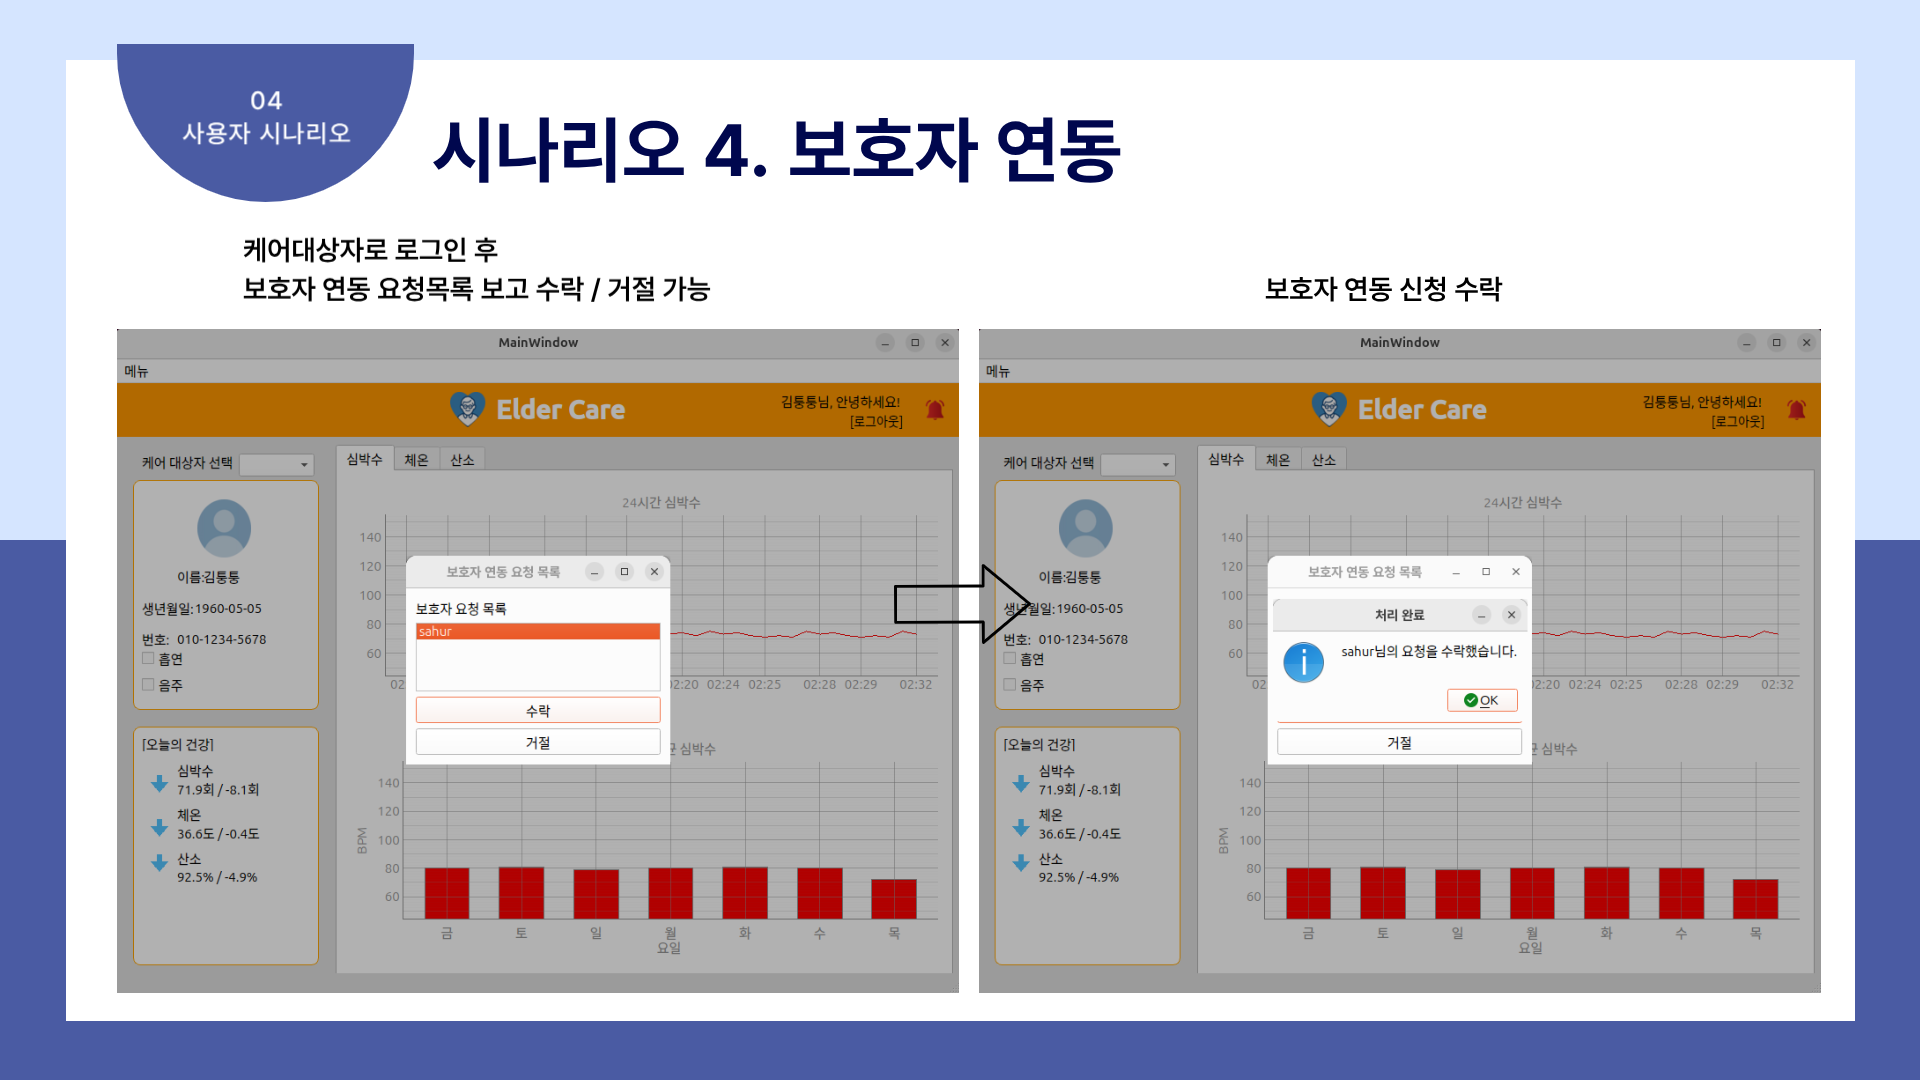 04
사용자 시나리오
시나리오 4. 보호자 연동
케어대상자로 로그인 후
보호자 연동 요청목록 보고 수락 / 거절 가능
보호자 연동 신청 수락
MainWindow
메뉴
Elder Care
김퉁퉁님, 안녕하세요!
[로그아웃]
케어 대상자 선택
심박수 체온 산소
이름:김퉁퉁
생년월일:1960-05-05
번호: 010-1234-5678
흡연
음주
[오늘의 건강]
심박수
71.9회 / -8.1회
체온
36.6도 / -0.4도
산소
92.5% / -4.9%
24시간 심박수
140
120
100
80
60
02:24 02:25 02:28 02:29 02:32
보호자 연동 요청 목록
보호자 요청 목록
sahur
수락
거절
심박수
BPM
140
120
100
80
60
금 토 일 월 화 수 목
요일
MainWindow
메뉴
Elder Care
김퉁퉁님, 안녕하세요!
[로그아웃]
케어 대상자 선택
심박수 체온 산소
이름:김퉁퉁
생년월일:1960-05-05
번호: 010-1234-5678
흡연
음주
[오늘의 건강]
심박수
71.9회 / -8.1회
체온
36.6도 / -0.4도
산소
92.5% / -4.9%
24시간 심박수
140
120
100
80
60
02:24 02:25 02:28 02:29 02:32
보호자 연동 요청 목록
처리 완료
sahur님의 요청을 수락했습니다.
OK
거절
심박수
BPM
140
120
100
80
60
금 토 일 월 화 수 목
요일